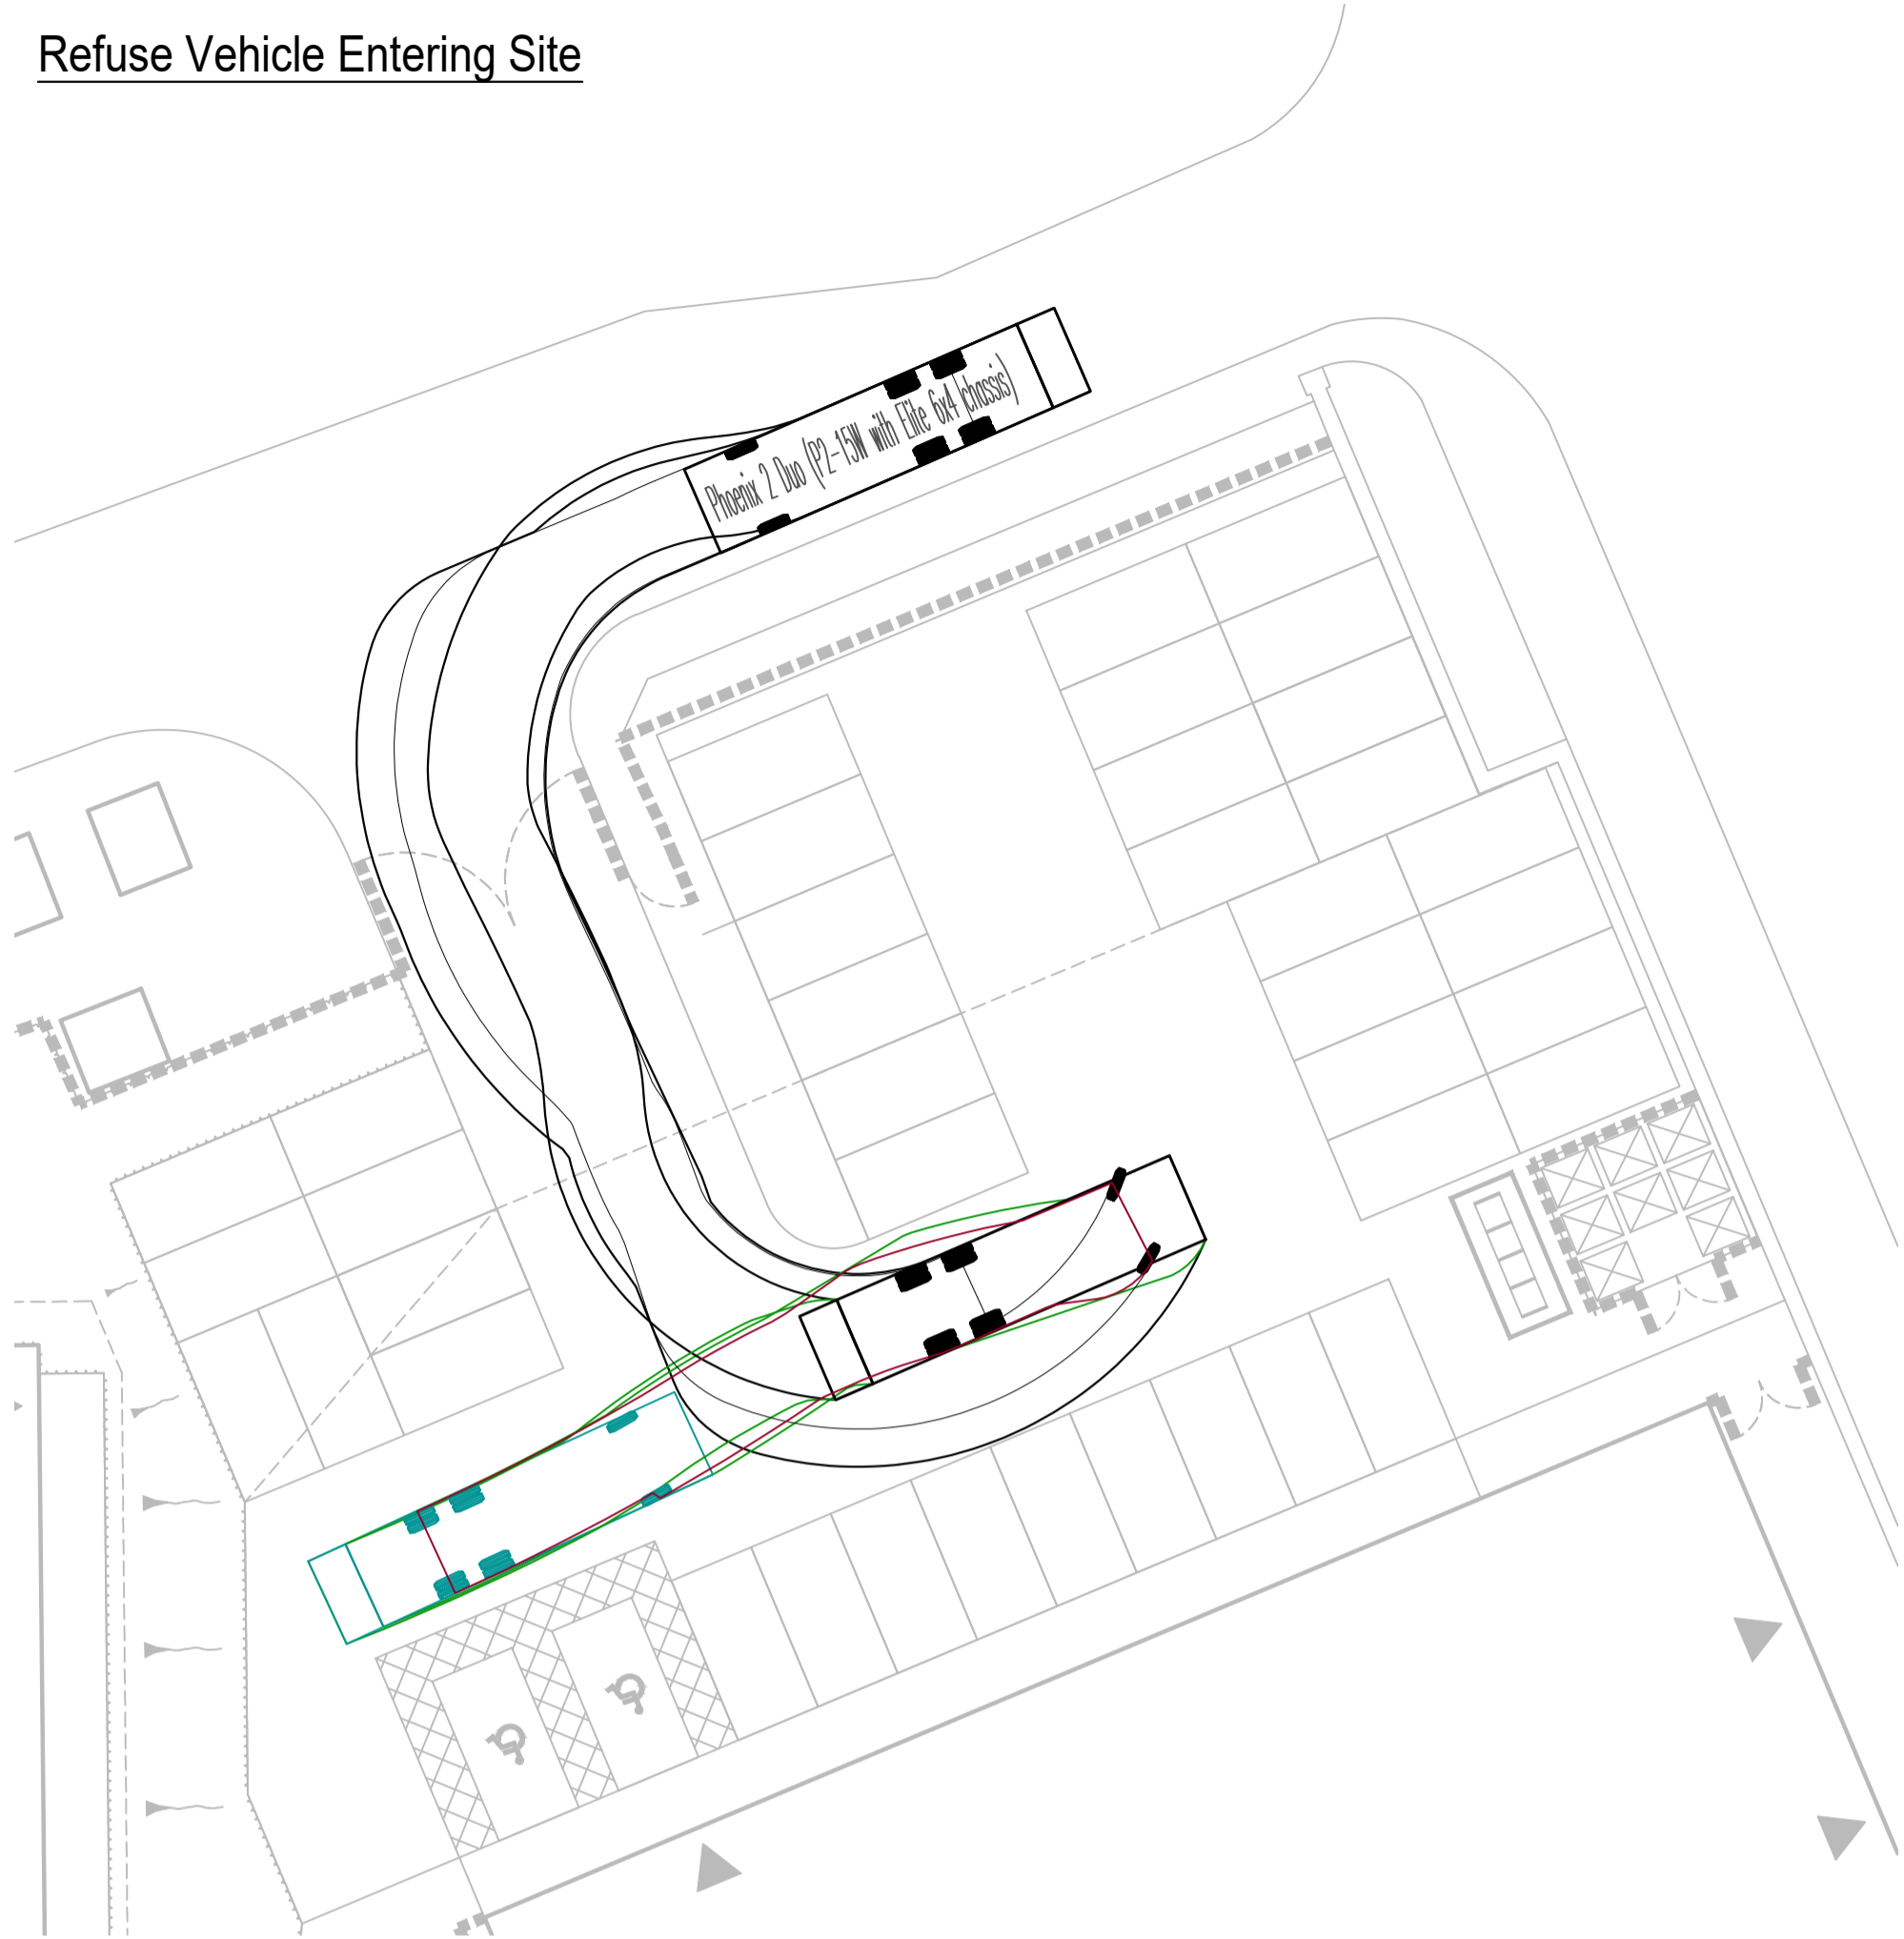 Refuse Vehicle Entering Site
Phoenix 2 Duo (P2-15W with Elite 6x4 chassis)